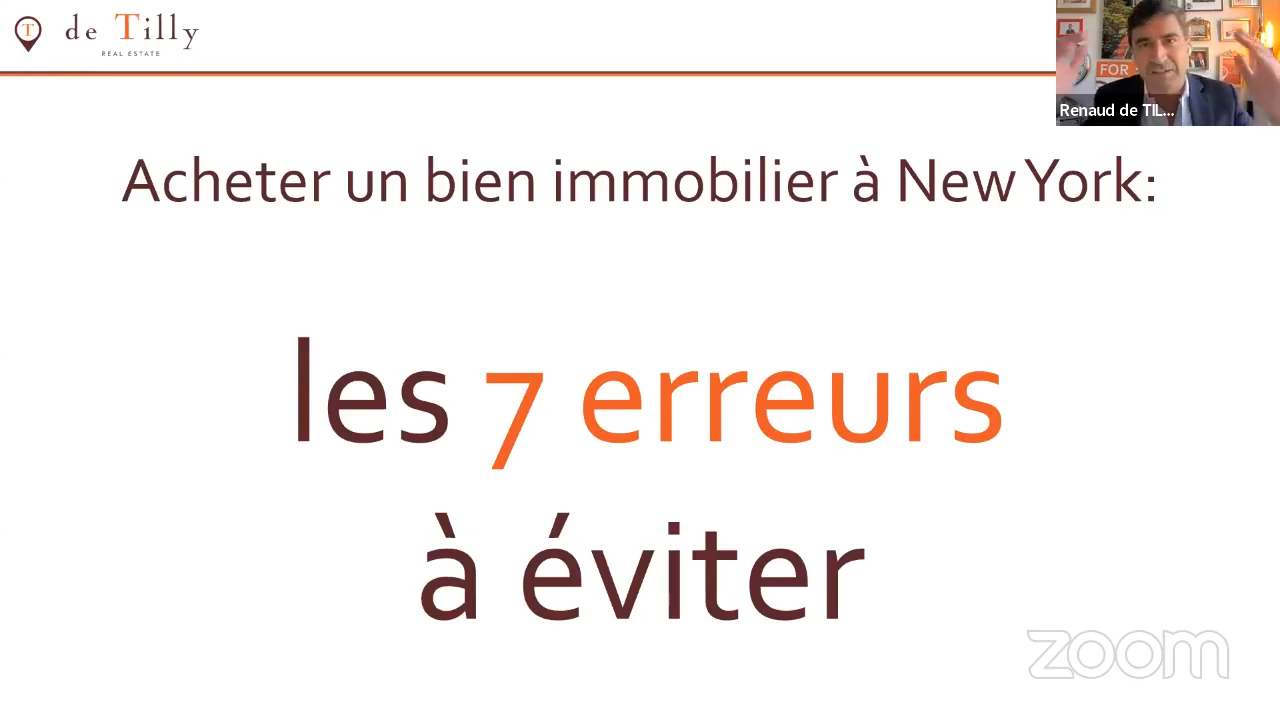 T de Tilly
REAL ESTATE
FOR
Renaud de TIL...
Acheter un bien immobilier à New York:
les 7 erreurs
à éviter
zoom